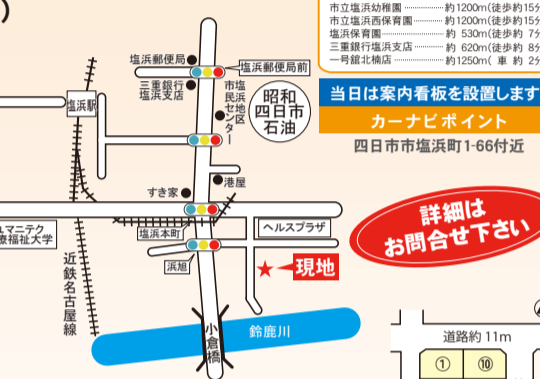 市立塩浜幼稚園 ………… 約1200m(徒歩約15分
市立塩浜西保育園 ……… 約1200m(徒歩約15分
塩浜保育園 ……………… 約 530m(徒歩約 7分
三重銀行塩浜支店 ……… 約 620m(徒歩約 8分
一号舘北楠店 …………… 約1250m( 車 約 2分
当日は案内看板を設置します
カーナビポイント
四日市市塩浜町1-66付近
詳細は
お問合せ下さい
塩浜郵便局
塩浜郵便局前
三重銀行
塩浜支店
塩浜地区
市民センター
昭和
四日市
石油
塩浜駅
港屋
すき家
塩浜本町
ヘルスプラザ
ユマニテク
療福祉大学
浜旭
現地
近鉄名古屋線
小倉橋
鈴鹿川
道路約 11m
①
⑩